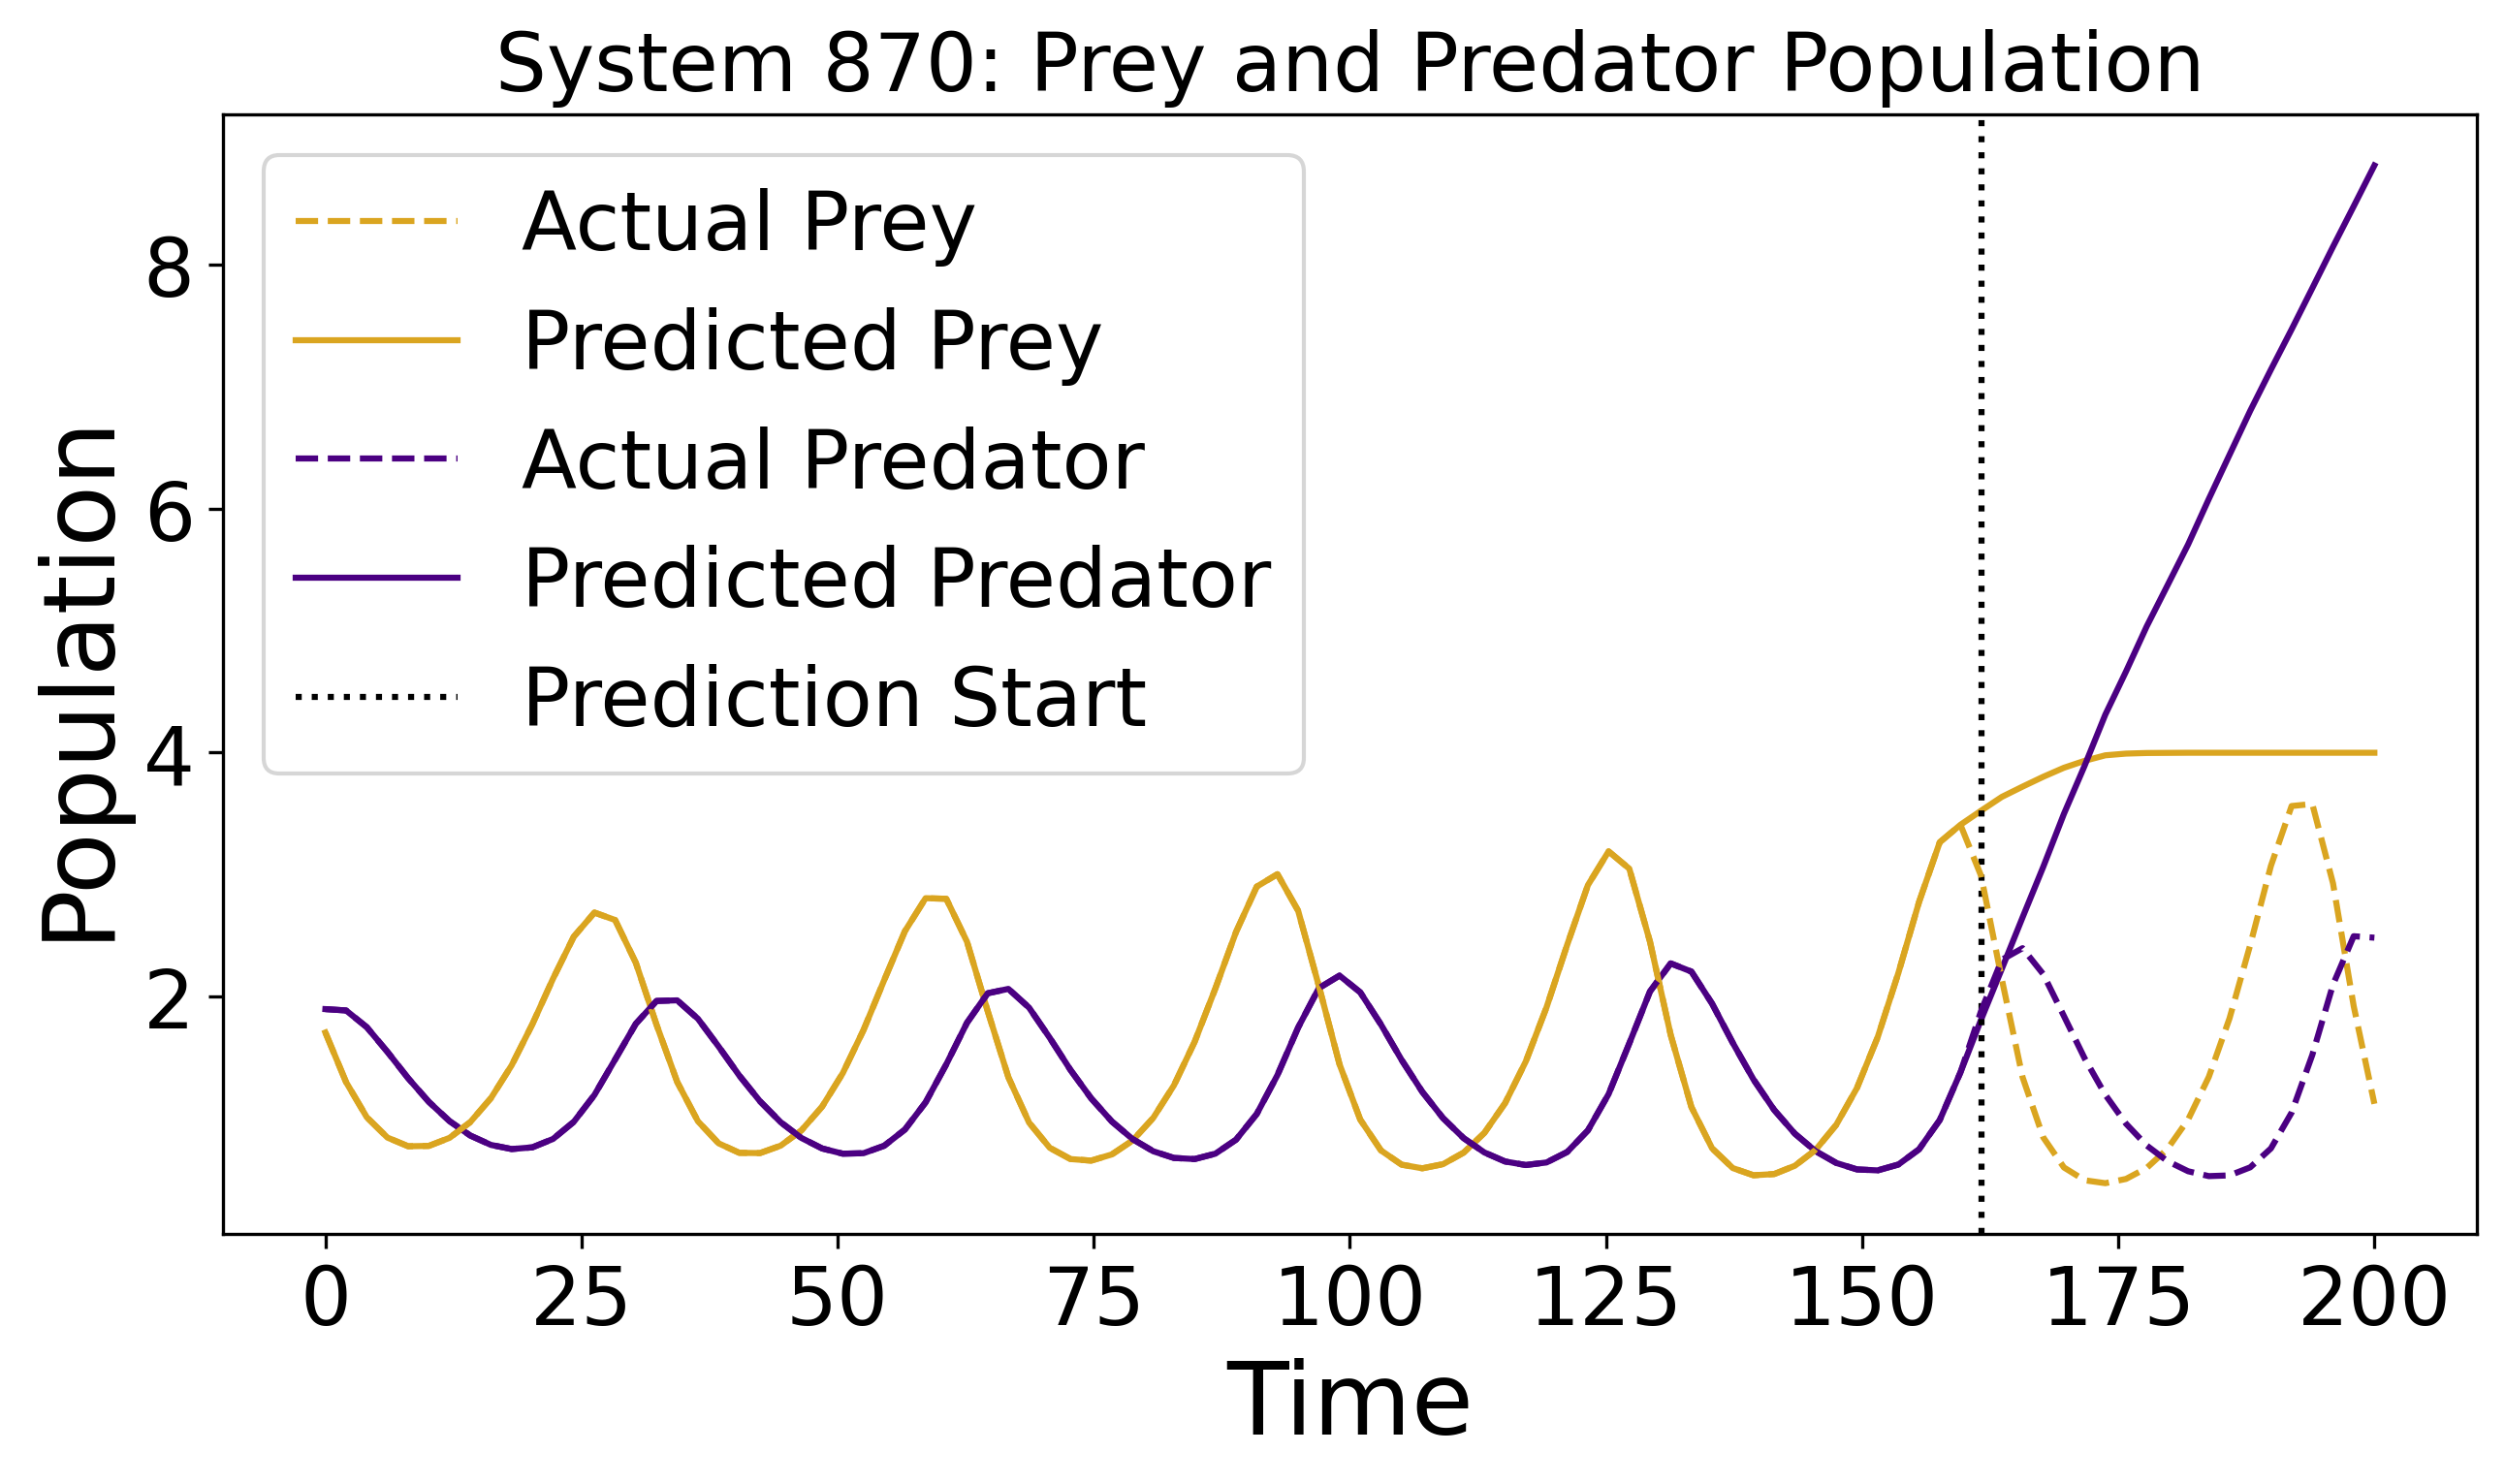 System 870: Prey and Predator Population
Actual Prey
Predicted Prey
Actual Predator
Predicted Predator
Prediction Start
Population
8
6
4
2
0 25 50 75 100 125 150 175 200
Time